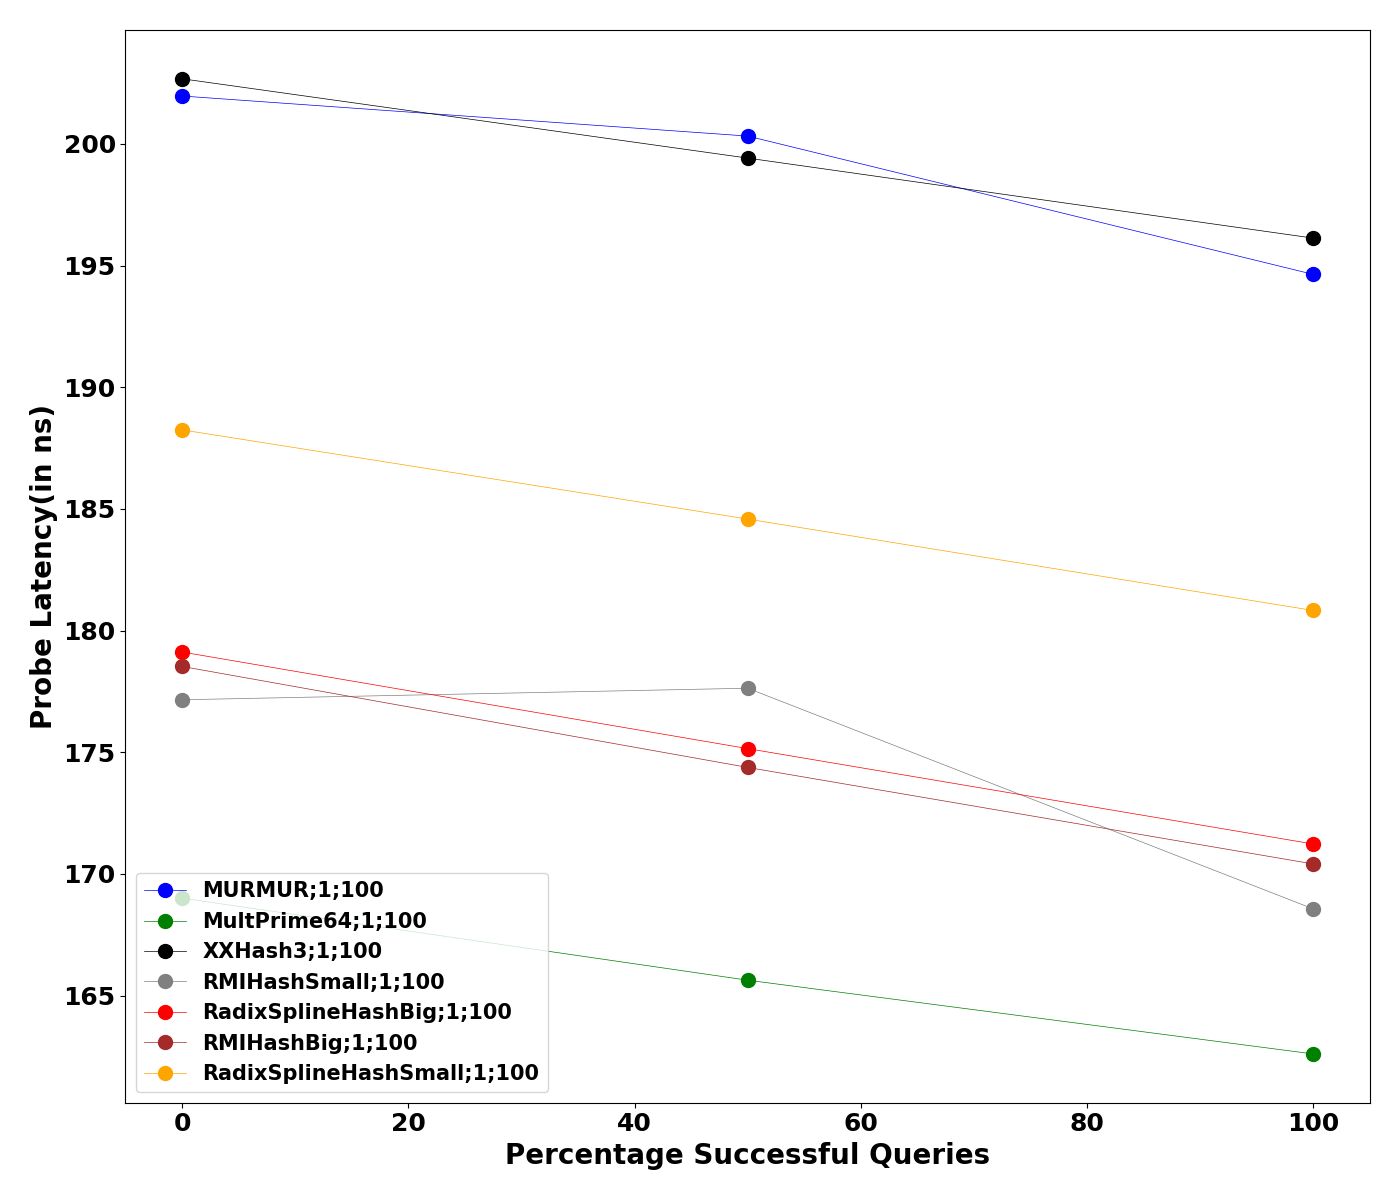 200
195
190
185
180
175
170
165
Probe Latency(in ns)
MURMUR;1;100
MultPrime64;1;100
XXHash3;1;100
RMIHashSmall;1;100
RadixSplineHashBig;1;100
RMIHashBig;1;100
RadixSplineHashSmall;1;100
0 20 40 60 80 100
Percentage Successful Queries